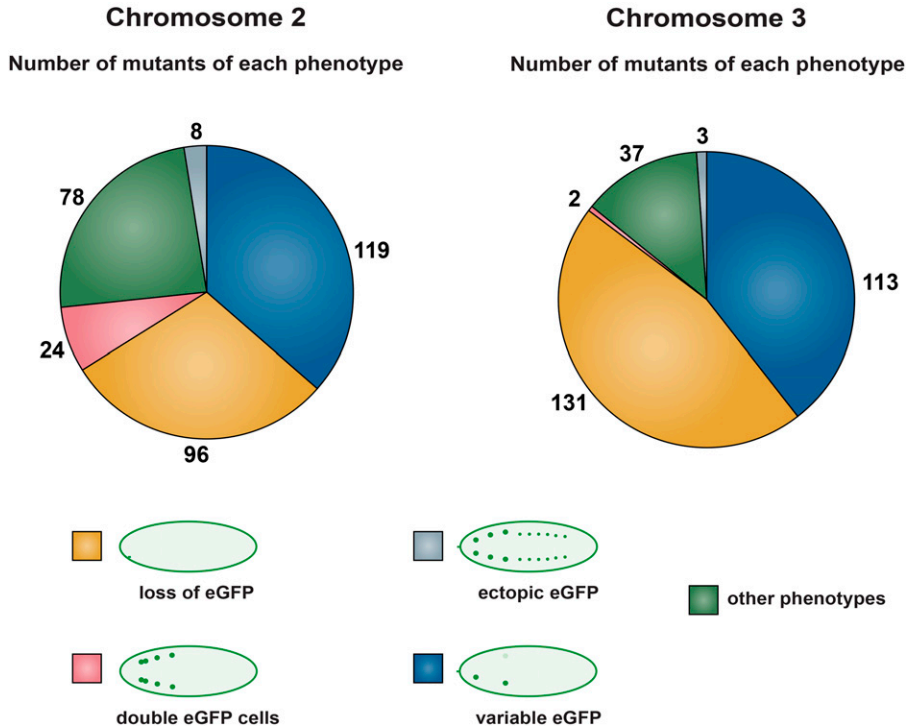 Chromosome 2
Number of mutants of each phenotype
8
78
119
24
96
Chromosome 3
Number of mutants of each phenotype
3
37
2
113
131
loss of eGFP
ectopic eGFP
other phenotypes
double eGFP cells
variable eGFP